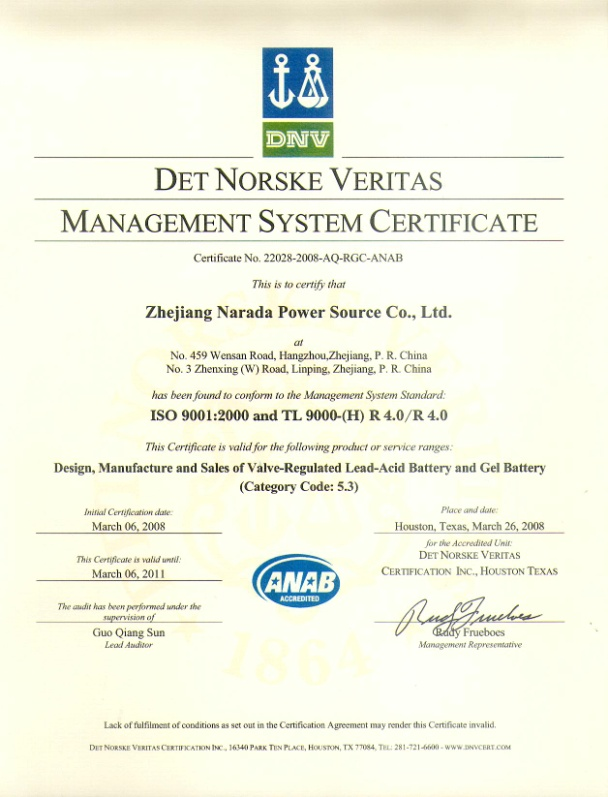 DNV
DET NORSKE VERITAS
MANAGEMENT SYSTEM CERTIFICATE
Certificate No. 22028-2008-AQ-RGC-ANAB
This is to certify that
Zhejiang Narada Power Source Co., Ltd.
at
No. 459 Wensan Road, Hangzhou,Zhejiang, P. R. China
No. 3 Zhenxing (W) Road, Linping, Zhejiang, P. R. China
has been found to conform to the Management System Standard:
ISO 9001:2000 and TL 9000-(H) R 4.0/R 4.0
This Certificate is valid for the following product or service ranges:
Design, Manufacture and Sales of Valve-Regulated Lead-Acid Battery and Gel Battery
(Category Code: 5.3)
Initial Certification date:
March 06, 2008
This Certificate is valid until:
March 06, 2011
The audit has been performed under the
supervision of
Guo Qiang Sun
Lead Auditor
ANAB
ACCREDITED
Place and date:
Houston, Texas, March 26, 2008
for the Accredited Unit:
DET NORSKE VERITAS
CERTIFICATION INC., HOUSTON TEXAS
Rudy Frueboes
Rudy Frueboes
Management Representative
1864
Lack of fulfilment of conditions as set out in the Certification Agreement may render this Certificate invalid.
DET NORSKE VERITAS CERTIFICATION INC., 16340 PARK TEN PLACE, HOUSTON, TX 77084, TEL: 281-721-6600 - WWW.DNVCERT.COM